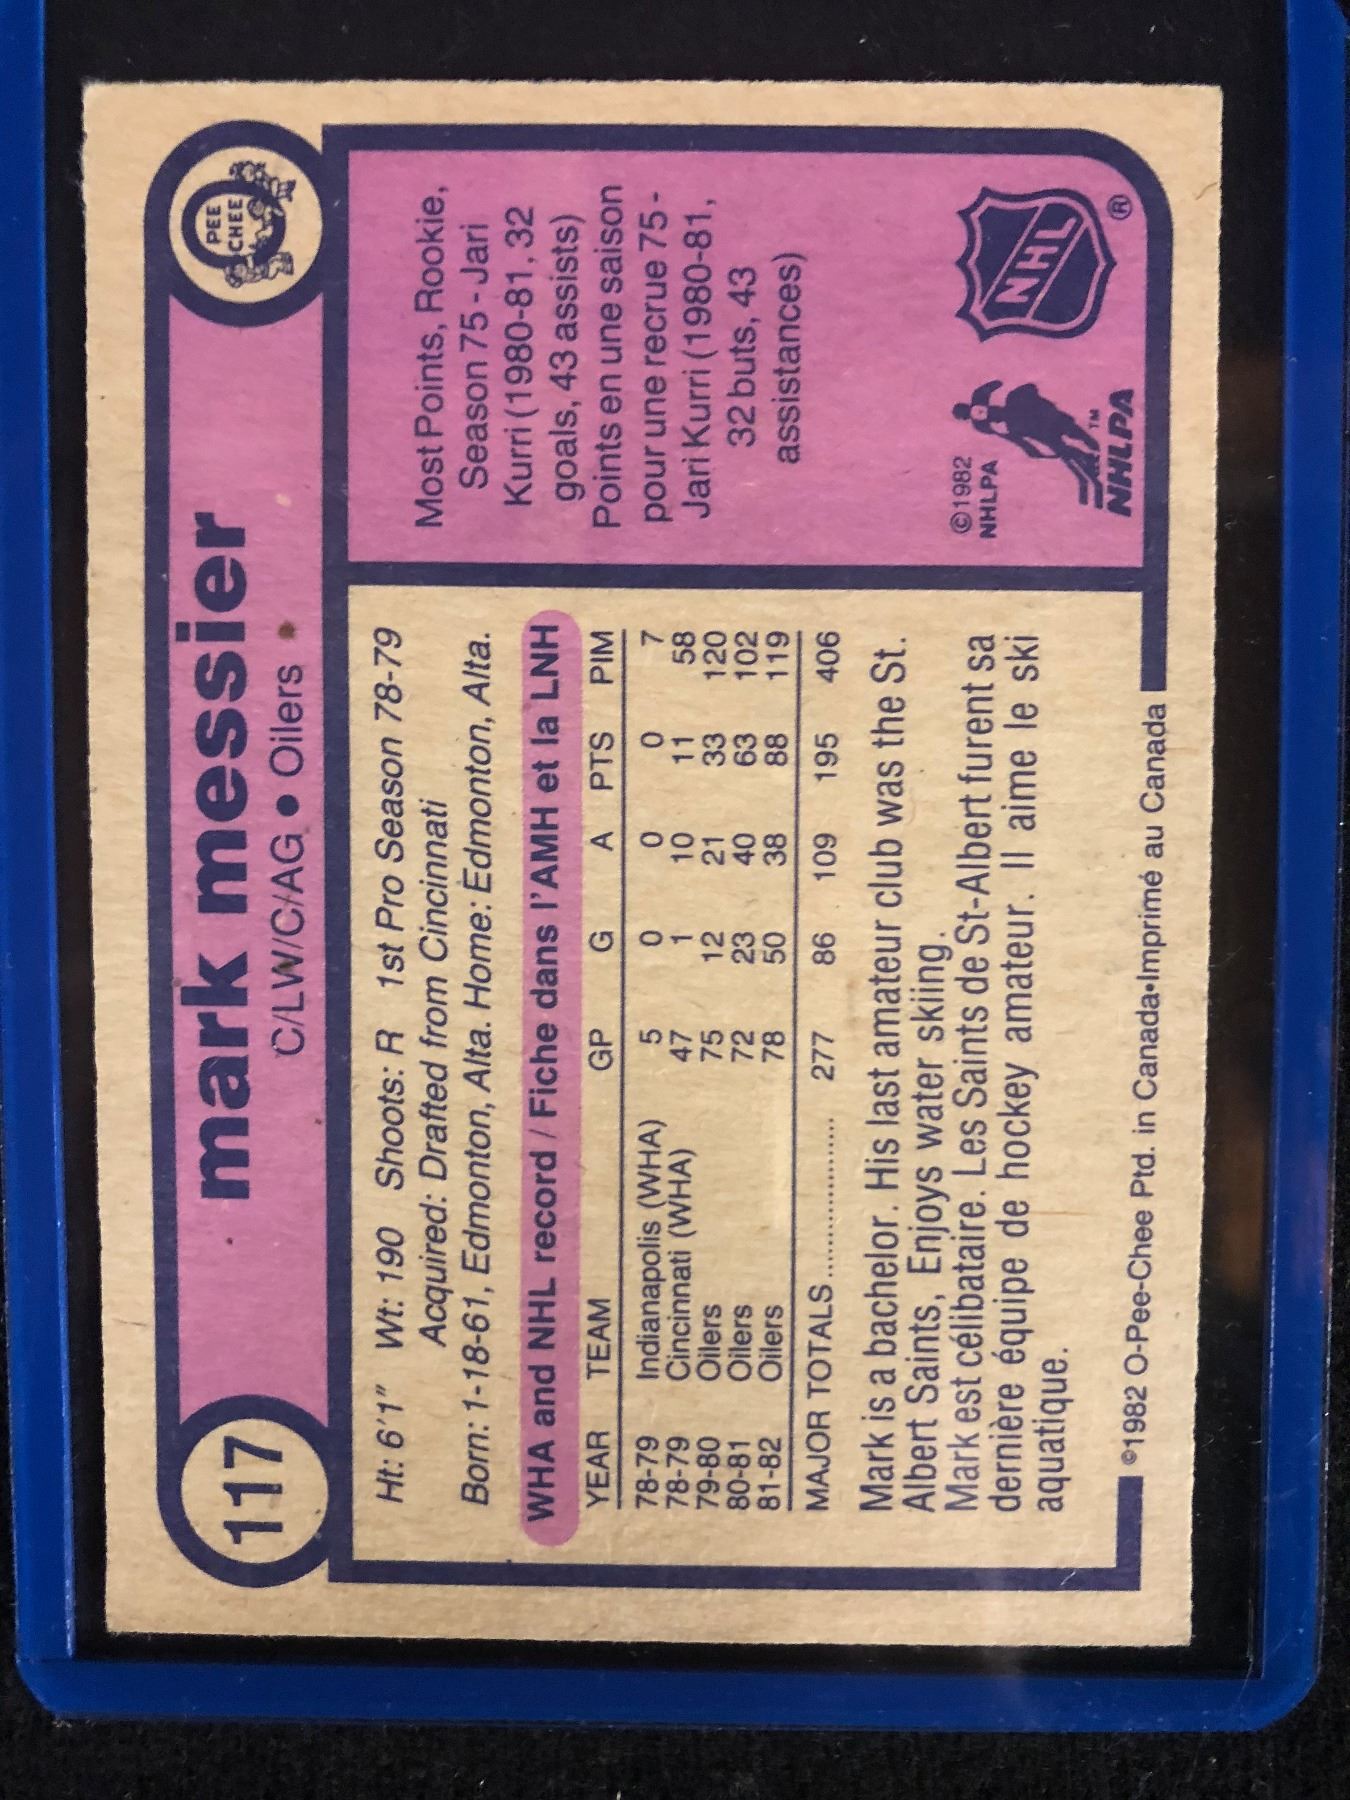 117
mark messier
C/LW/C/AG • Oilers
PEE
CHEE
Ht: 6'1" Wt: 190 Shoots: R 1st Pro Season 78-79
Acquired: Drafted from Cincinnati
Born: 1-18-61, Edmonton, Alta. Home: Edmonton, Alta.
WHA and NHL record / Fiche dans l'AMH et la LNH
YEAR TEAM GP G A PTS PIM
78-79 Indianapolis (WHA) 5 0 0 0 7
78-79 Cincinnati (WHA) 47 1 10 11 58
79-80 Oilers 75 12 21 33 120
80-81 Oilers 72 23 40 63 102
81-82 Oilers 78 50 38 88 119
MAJOR TOTALS............... 277 86 109 195 406
Mark is a bachelor. His last amateur club was the St.
Albert Saints, Enjoys water skiing.
Mark est célibataire. Les Saints de St-Albert furent sa
dernière équipe de hockey amateur. Il aime le ski
aquatique.
©1982 O-Pee-Chee Ptd. in Canada•Imprimé au Canada
Most Points, Rookie,
Season 75 - Jari
Kurri (1980-81, 32
goals, 43 assists)
Points en une saison
pour une recrue 75-
Jari Kurri (1980-81,
32 buts, 43
assistances)
©1982
NHLPA
NHLPA™
NHL
®